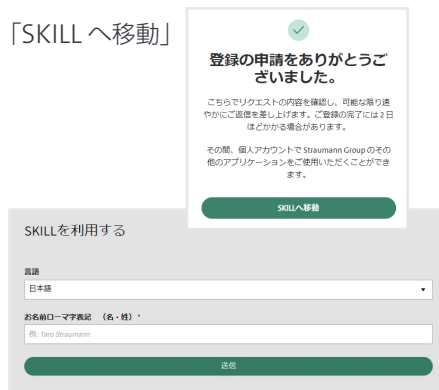 「SKILL へ移動」
登録の申請をありがとうご
ざいました。
こちらでリクエストの内容を確認し、可能な限り速
やかにご返信を差し上げます。ご登録の完了には2日
ほどかかる場合があります。
その間、個人アカウントで Straumann Group のその
他のアプリケーションをご使用いただくことができ
ます。
SKILLへ移動
SKILLを利用する
言語
日本語
お名前ローマ字表記 （名・姓）*
例: Taro Straumann
送信